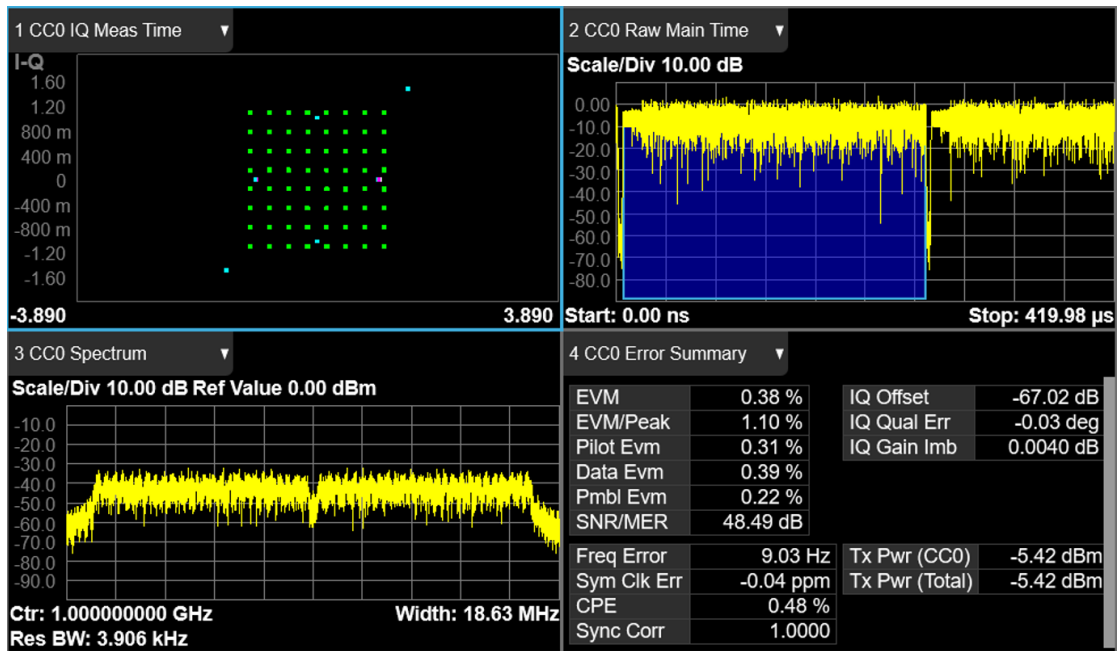 1 CC0 IQ Meas Time
I-Q
1.60
1.20
800 m
400 m
0
-400 m
-800 m
-1.20
-1.60
-3.890 3.890
2 CC0 Raw Main Time
Scale/Div 10.00 dB
0.00
-10.0
-20.0
-30.0
-40.0
-50.0
-60.0
-70.0
-80.0
Start: 0.00 ns Stop: 419.98 µs
3 CC0 Spectrum
Scale/Div 10.00 dB Ref Value 0.00 dBm
-10.0
-20.0
-30.0
-40.0
-50.0
-60.0
-70.0
-80.0
-90.0
Ctr: 1.000000000 GHz Width: 18.63 MHz
Res BW: 3.906 kHz
4 CC0 Error Summary
EVM 0.38 % IQ Offset -67.02 dB
EVM/Peak 1.10 % IQ Qual Err -0.03 deg
Pilot Evm 0.31 % IQ Gain Imb 0.0040 dB
Data Evm 0.39 %
Pmbl Evm 0.22 %
SNR/MER 48.49 dB
Freq Error 9.03 Hz Tx Pwr (CC0) -5.42 dBm
Sym Clk Err -0.04 ppm Tx Pwr (Total) -5.42 dBm
CPE 0.48 %
Sync Corr 1.0000